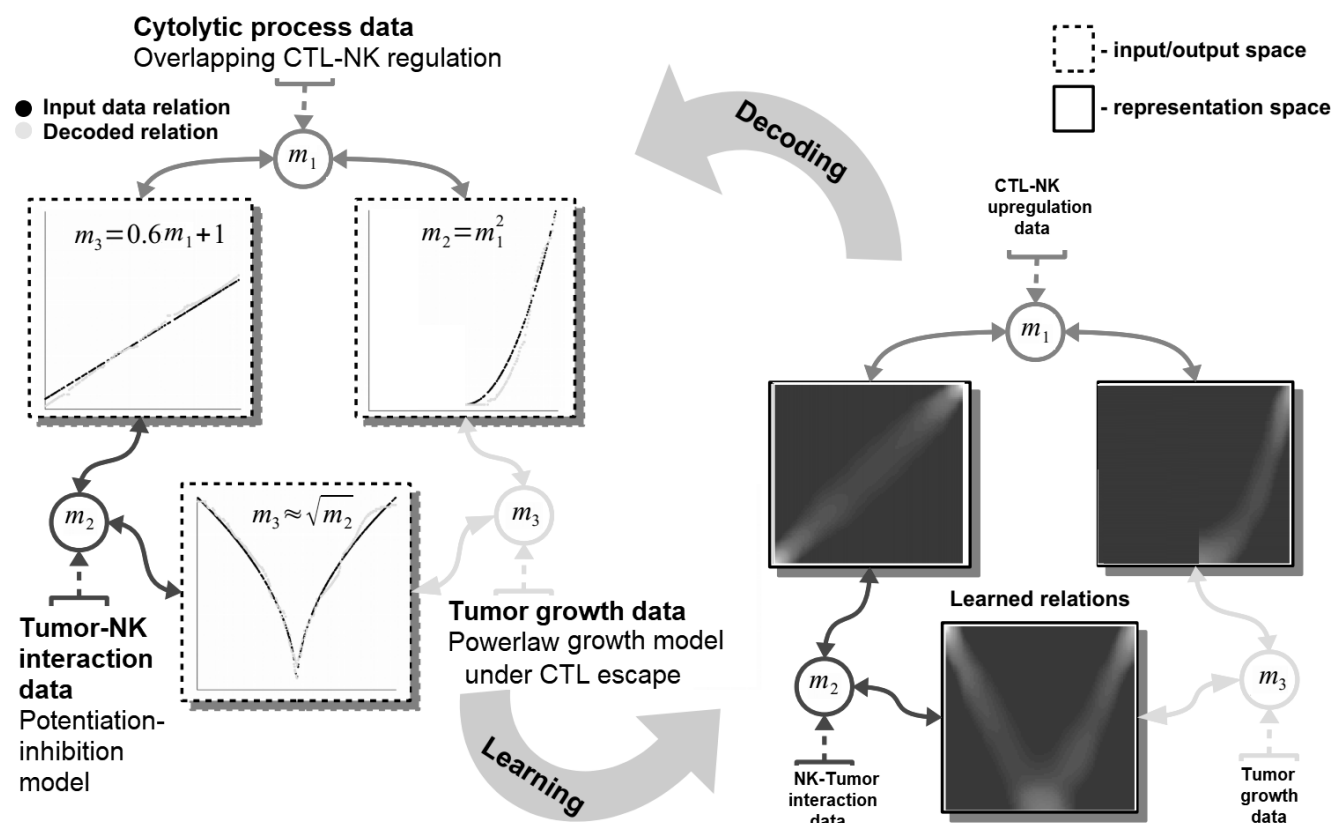 Cytolytic process data
Overlapping CTL-NK regulation
Input data relation
Decoded relation
m₁
m₃=0.6m₁+1
m₂=m₁²
m₂
m₃≈√m₂
m₃
Tumor-NK
interaction
data
Potentiation-
inhibition
model
Tumor growth data
Powerlaw growth model
under CTL escape
Decoding
Learning
- input/output space
- representation space
CTL-NK
upregulation
data
m₁
Learned relations
m₂
m₃
NK-Tumor
interaction
data
Tumor
growth
data